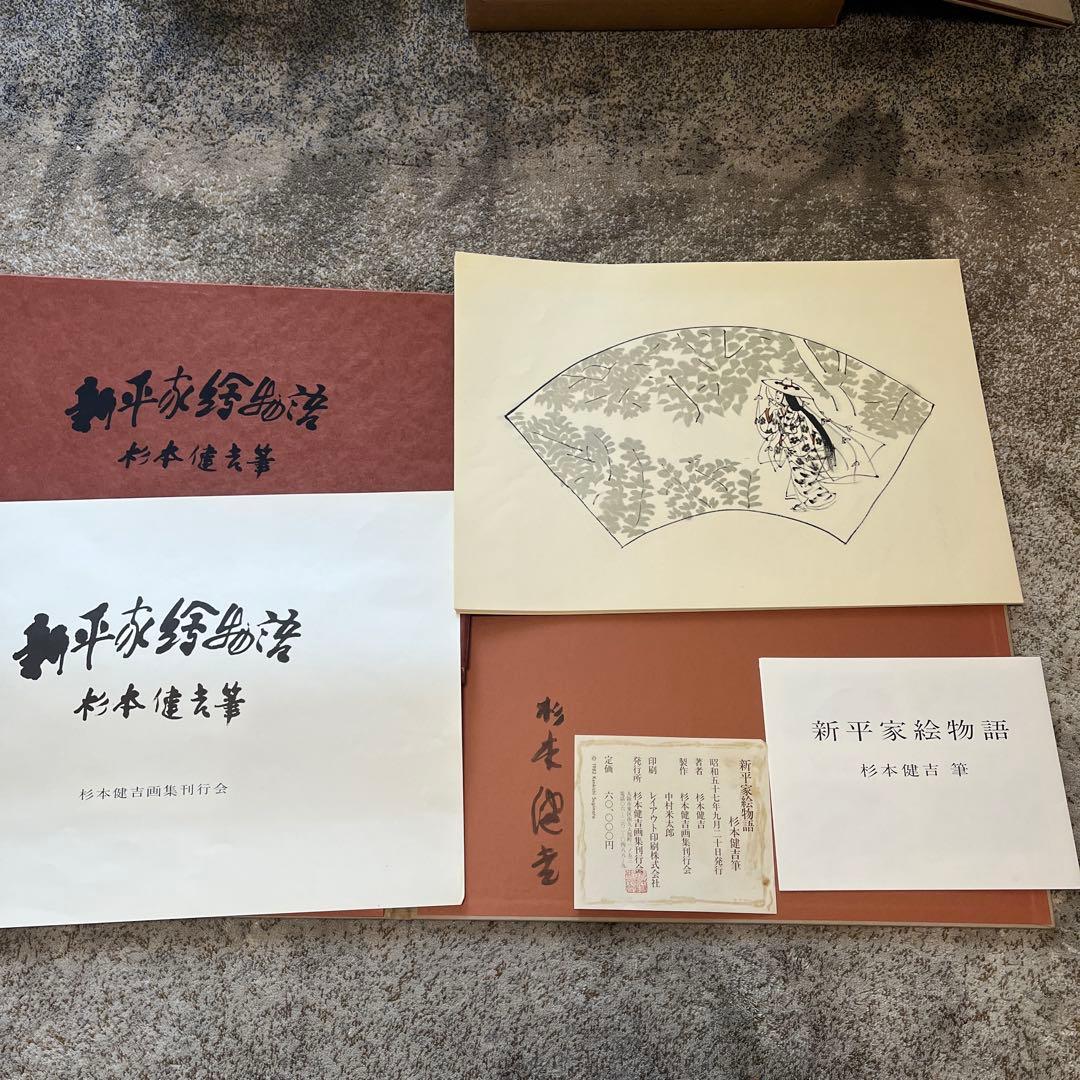 新平家繪物語
杉本健吉筆
新平家繪物語
杉本健吉筆
杉本健吉画集刊行会
杉本健吉
新平家絵物語
杉本健吉筆
昭和五十七年九月二十日発行
著者 杉本健吉
製作 杉本健吉画集刊行会
中村米太郎
印刷 レイアウト印刷株式会社
発行所 杉本健吉画集刊行会
定価 六〇、〇〇〇円
© 1982 Kenkichi Sugimoto
新平家絵物語
杉本健吉 筆